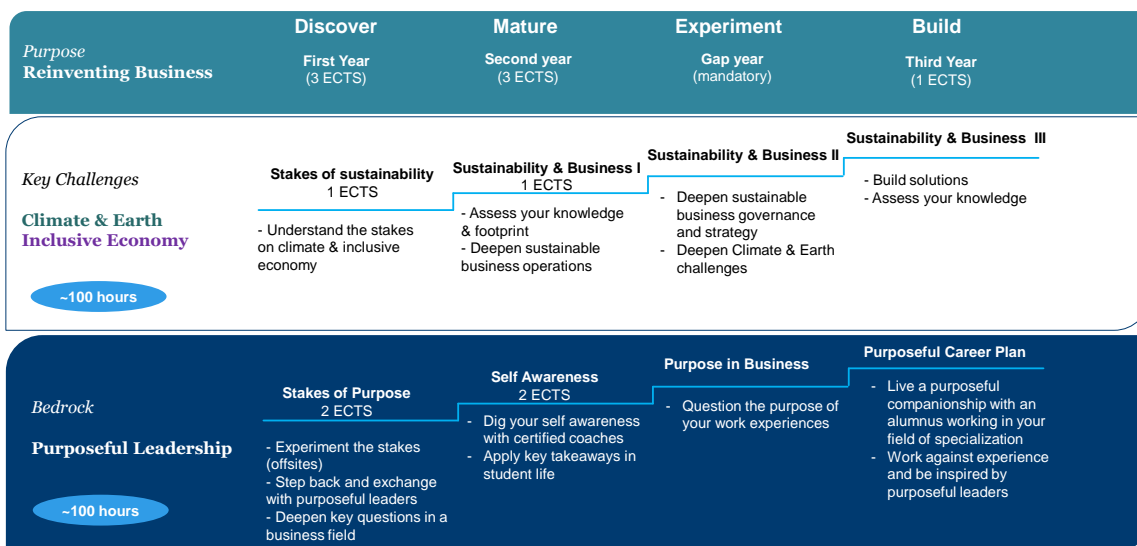 Purpose
Reinventing Business
Discover
First Year
(3 ECTS)
Mature
Second year
(3 ECTS)
Experiment
Gap year
(mandatory)
Build
Third Year
(1 ECTS)
Key Challenges
Climate & Earth
Inclusive Economy
~100 hours
Stakes of sustainability
1 ECTS
- Understand the stakes
on climate & inclusive
economy
Sustainability & Business I
1 ECTS
- Assess your knowledge
& footprint
- Deepen sustainable
business operations
Sustainability & Business II
- Deepen sustainable
business governance
and strategy
- Deepen Climate & Earth
challenges
Sustainability & Business III
- Build solutions
- Assess your knowledge
Bedrock
Purposeful Leadership
~100 hours
Stakes of Purpose
2 ECTS
- Experiment the stakes
(offsites)
- Step back and exchange
with purposeful leaders
- Deepen key questions in a
business field
Self Awareness
2 ECTS
- Dig your self awareness
with certified coaches
- Apply key takeaways in
student life
Purpose in Business
- Question the purpose of
your work experiences
Purposeful Career Plan
- Live a purposeful
companionship with an
alumnus working in your
field of specialization
- Work against experience
and be inspired by
purposeful leaders